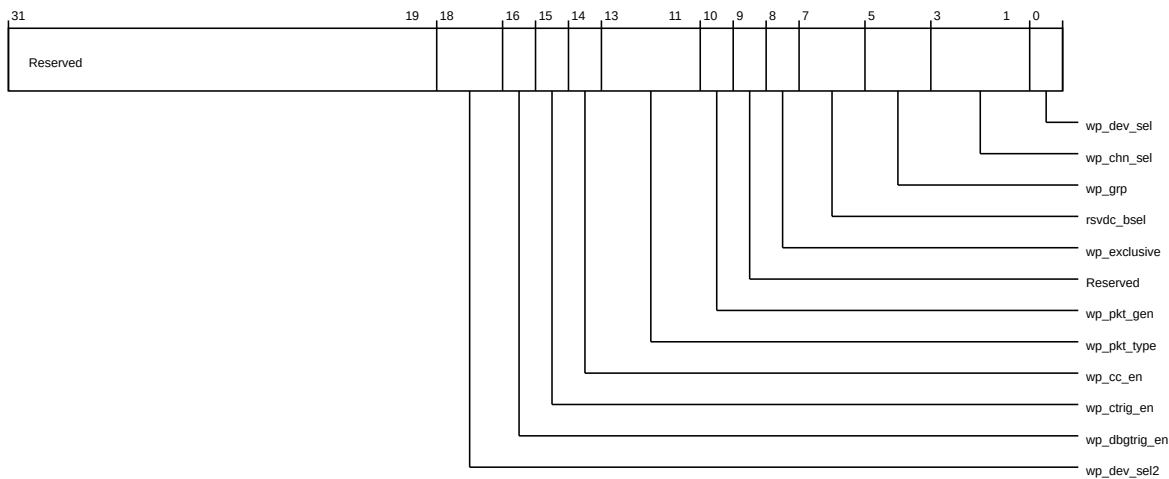 31 19 18 16 15 14 13 11 10 9 8 7 5 3 1 0
Reserved
wp_dev_sel
wp_chn_sel
wp_grp
rsvdc_bsel
wp_exclusive
Reserved
wp_pkt_gen
wp_pkt_type
wp_cc_en
wp_ctrig_en
wp_dbgtrig_en
wp_dev_sel2